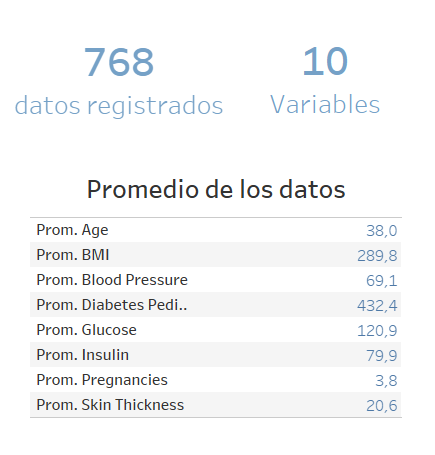 768 10
datos registrados Variables
Promedio de los datos
Prom. Age 38,0
Prom. BMI 289,8
Prom. Blood Pressure 69,1
Prom. Diabetes Pedi.. 432,4
Prom. Glucose 120,9
Prom. Insulin 79,9
Prom. Pregnancies 3,8
Prom. Skin Thickness 20,6